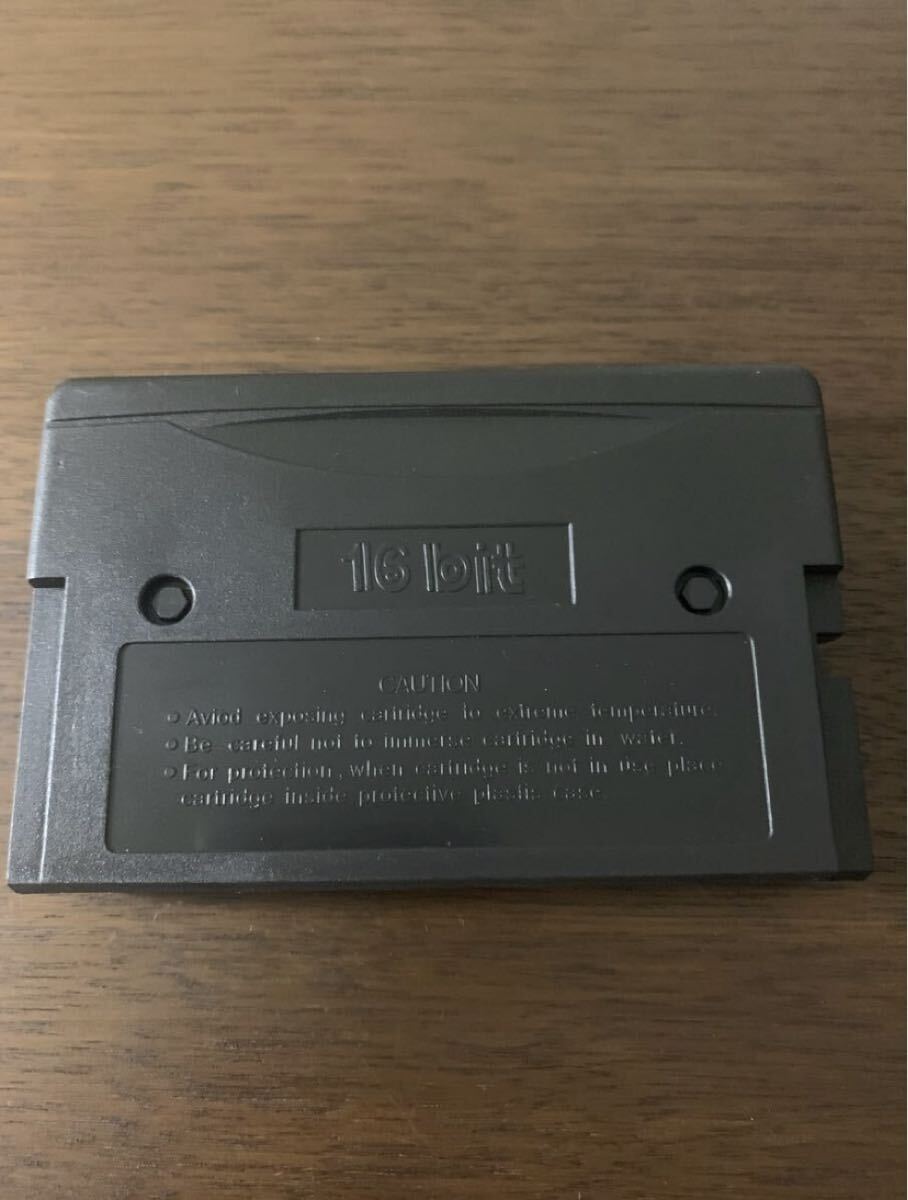 16 bit
CAUTION
Aviod exposing cartridge to extreme temperature.
Be careful not to immerse cartridge in water.
For protection, when cartridge is not in use place
cartridge inside protective plastis case.